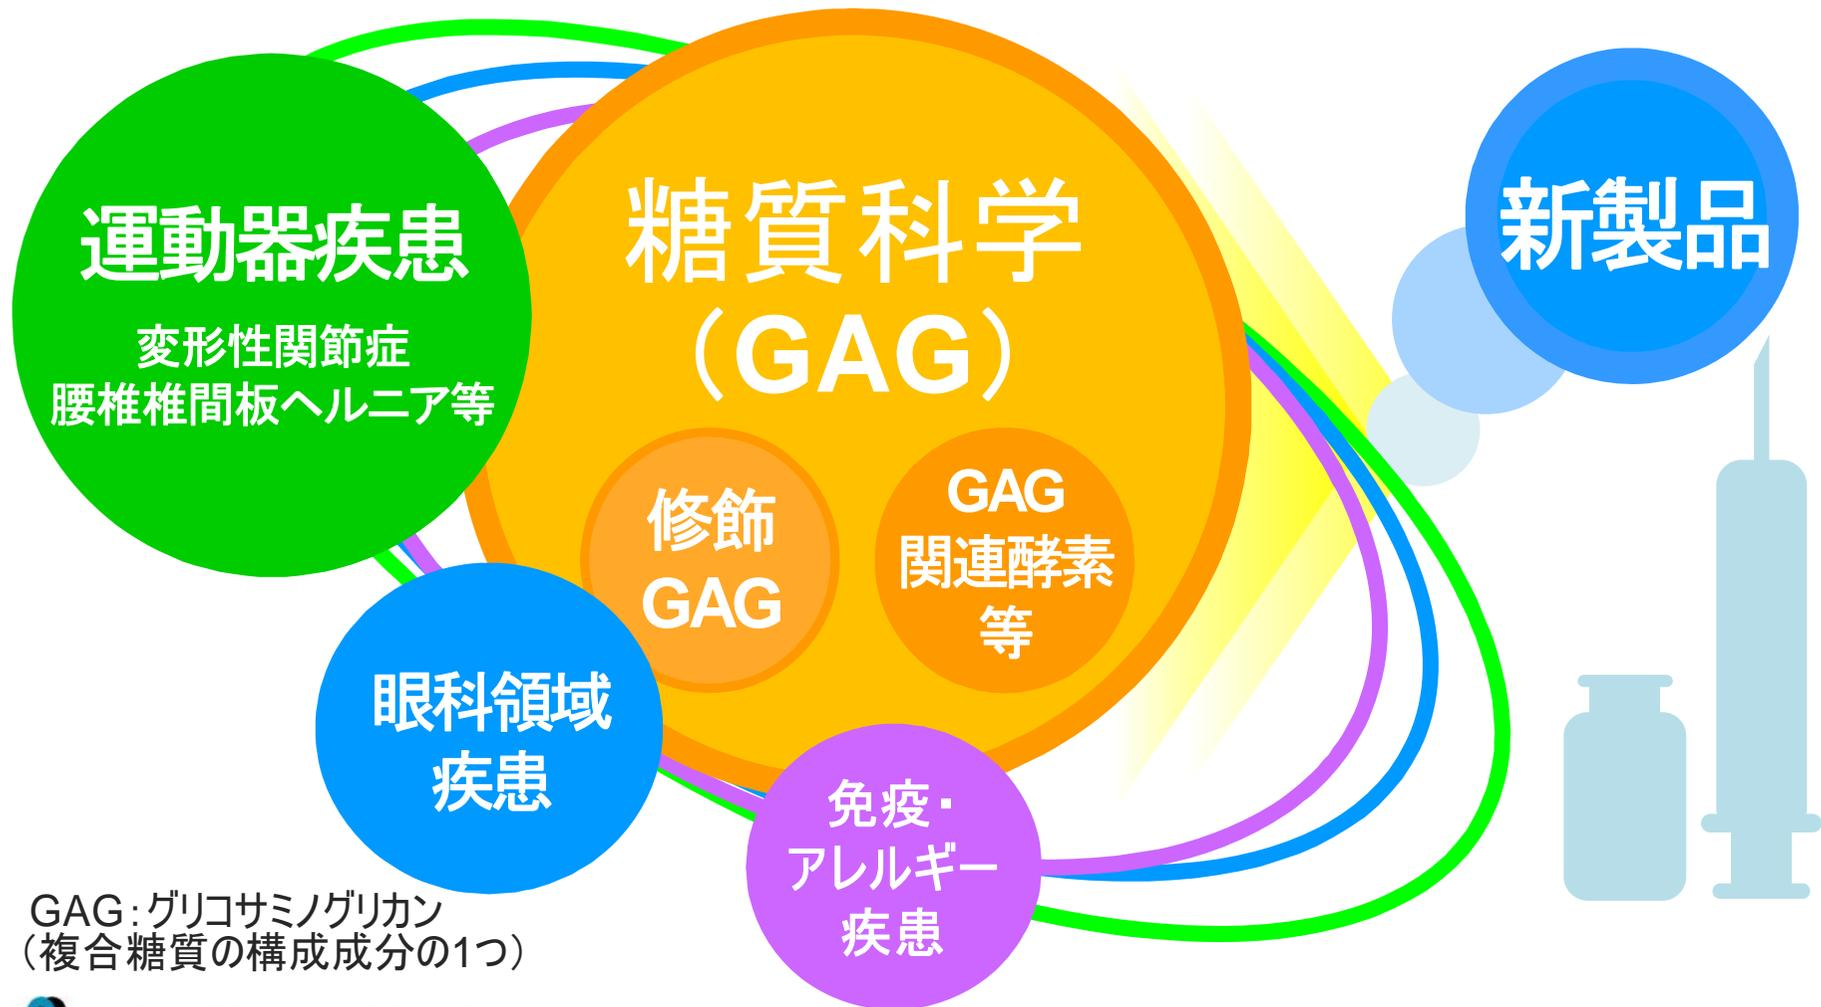 運動器疾患
変形性関節症
腰椎椎間板ヘルニア等
糖質科学
（GAG）
修飾
GAG
GAG
関連酵素
等
新製品
眼科領域
疾患
免疫・
アレルギー
疾患
GAG：グリコサミノグリカン
（複合糖質の構成成分の1つ）